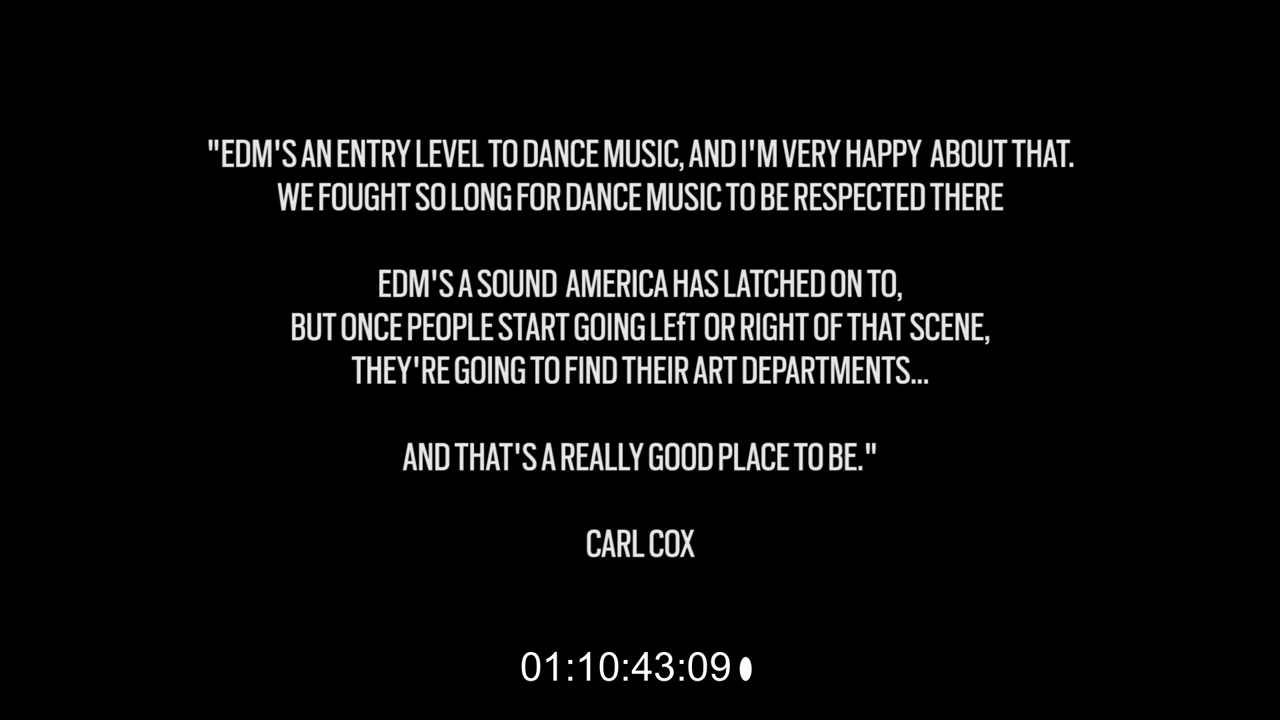 "EDM'S AN ENTRY LEVEL TO DANCE MUSIC, AND I'M VERY HAPPY ABOUT THAT.
WE FOUGHT SO LONG FOR DANCE MUSIC TO BE RESPECTED THERE
EDM'S A SOUND AMERICA HAS LATCHED ON TO,
BUT ONCE PEOPLE START GOING LEfT OR RIGHT OF THAT SCENE,
THEY'RE GOING TO FIND THEIR ART DEPARTMENTS...
AND THAT'S A REALLY GOOD PLACE TO BE."
CARL COX
01:10:43:09